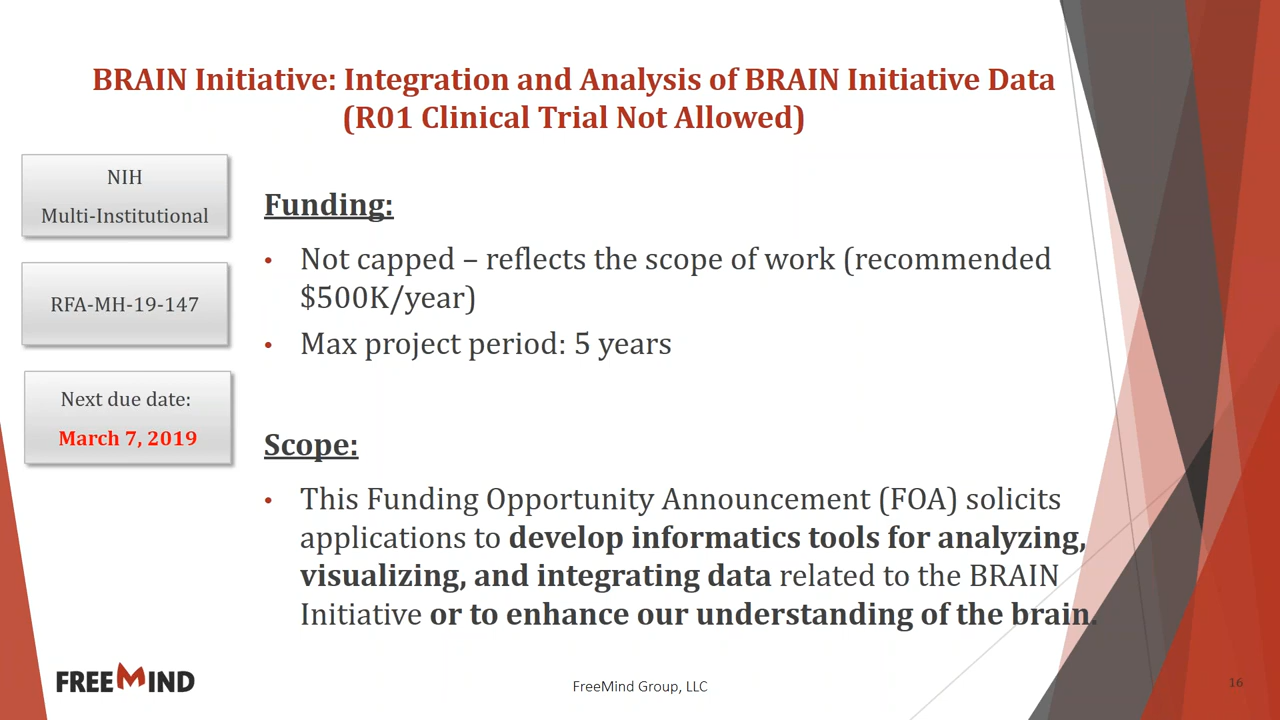 BRAIN Initiative: Integration and Analysis of BRAIN Initiative Data
(R01 Clinical Trial Not Allowed)
NIH
Multi-Institutional
RFA-MH-19-147
Next due date:
March 7, 2019
Funding:
• Not capped – reflects the scope of work (recommended
$500K/year)
• Max project period: 5 years
Scope:
• This Funding Opportunity Announcement (FOA) solicits
applications to develop informatics tools for analyzing,
visualizing, and integrating data related to the BRAIN
Initiative or to enhance our understanding of the brain.
FREEMIND
FreeMind Group, LLC
16